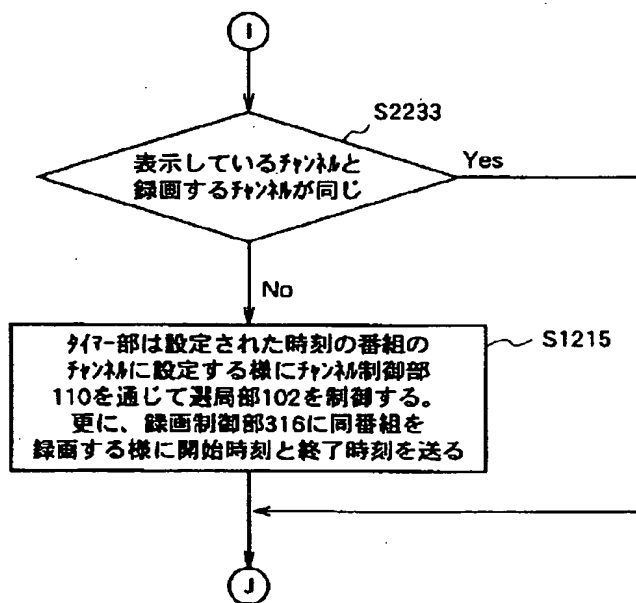 I
S2233
表示しているﾁｬﾝﾈﾙと
録画するﾁｬﾝﾈﾙが同じ
Yes
No
S1215
ﾀｲﾏｰ部は設定された時刻の番組の
ﾁｬﾝﾈﾙに設定する様にﾁｬﾝﾈﾙ制御部
110を通じて選局部102を制御する。
更に、録画制御部316に同番組を
録画する様に開始時刻と終了時刻を送る
J